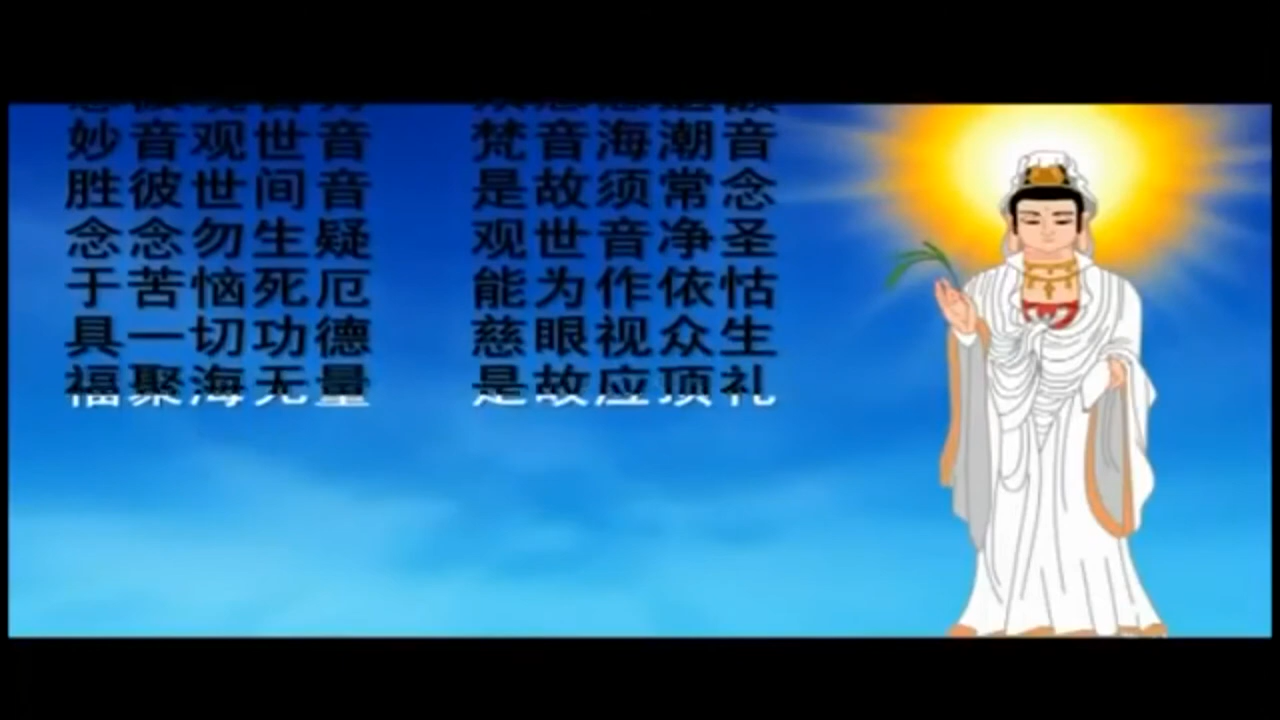 妙音观世音 梵音海潮音
胜彼世间音 是故须常念
念念勿生疑 观世音净圣
于苦恼死厄 能为作依怙
具一切功德 慈眼视众生
福聚海无量 是故应顶礼